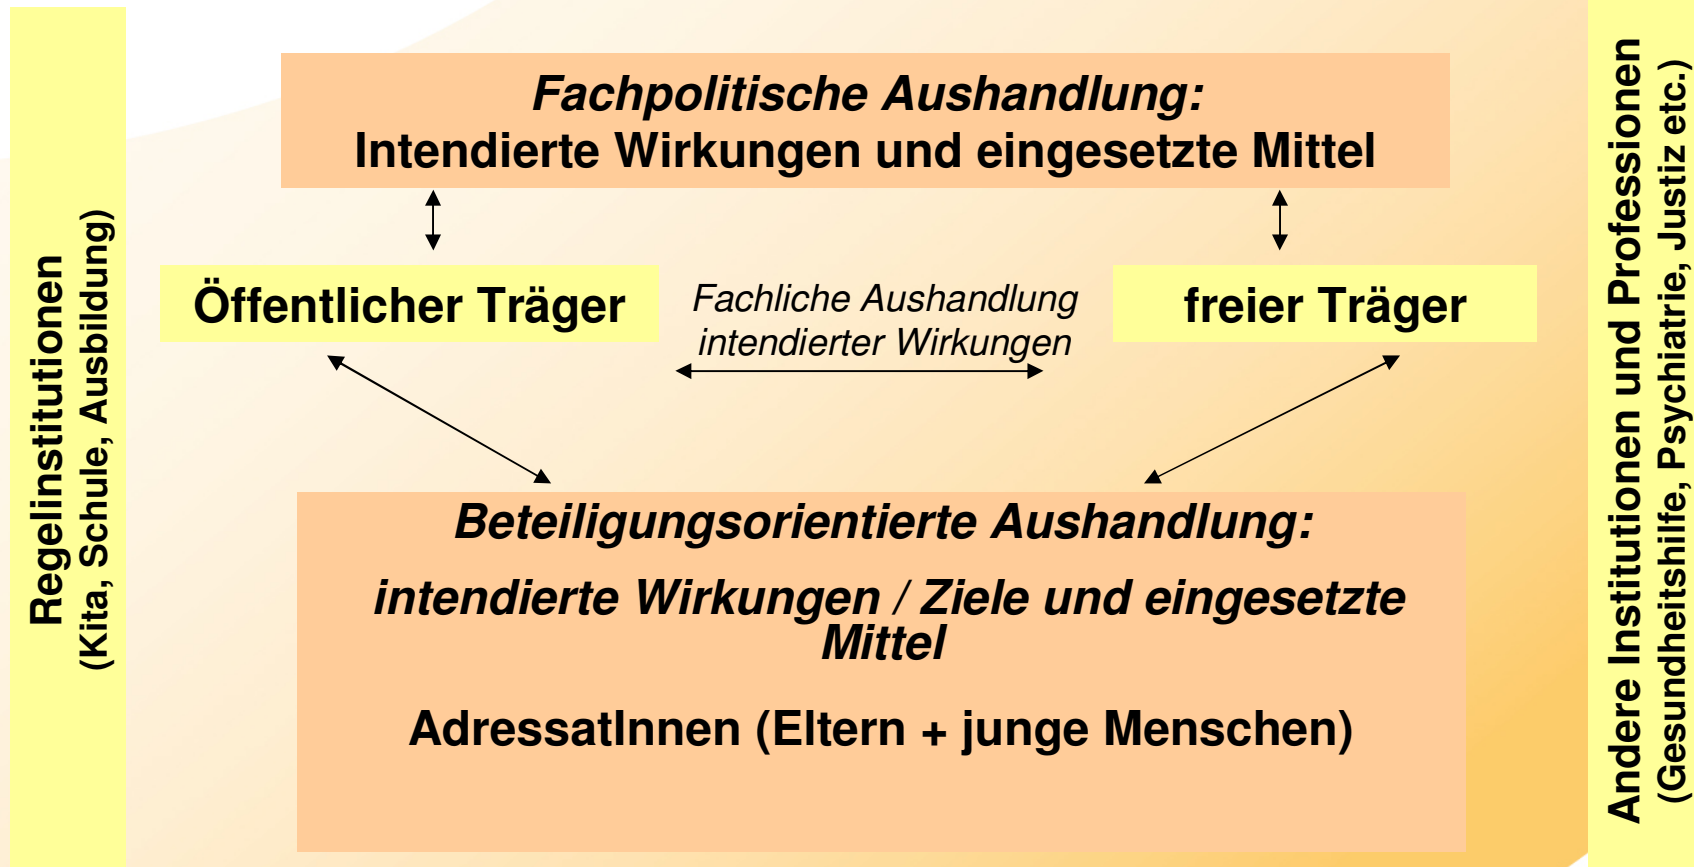 Regelinstitutionen
(Kita, Schule, Ausbildung)
Fachpolitische Aushandlung:
Intendierte Wirkungen und eingesetzte Mittel
Öffentlicher Träger
Fachliche Aushandlung
intendierter Wirkungen
freier Träger
Beteiligungsorientierte Aushandlung:
intendierte Wirkungen / Ziele und eingesetzte
Mittel
AdressatInnen (Eltern + junge Menschen)
Andere Institutionen und Professionen
(Gesundheitshilfe, Psychiatrie, Justiz etc.)